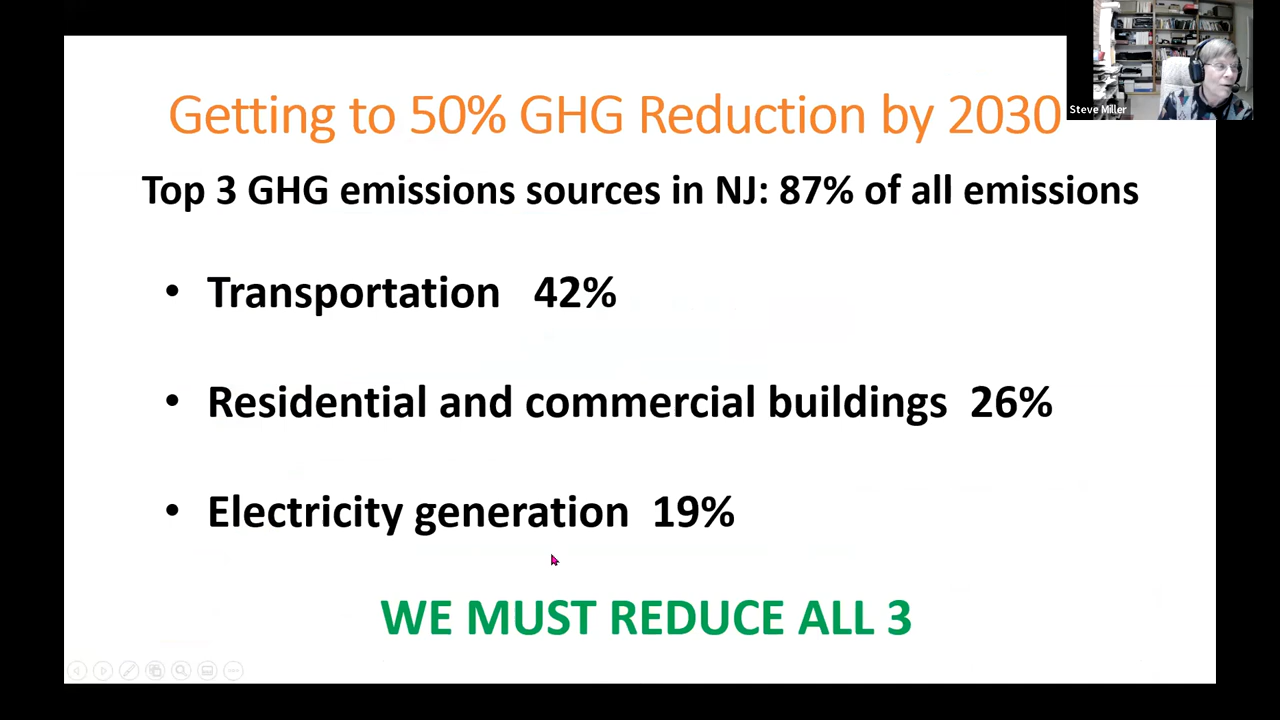 Getting to 50% GHG Reduction by 2030
Steve Miller
Top 3 GHG emissions sources in NJ: 87% of all emissions
• Transportation 42%
• Residential and commercial buildings 26%
• Electricity generation 19%
WE MUST REDUCE ALL 3